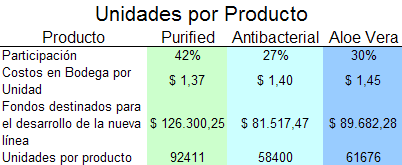 Unidades por Producto
Producto Purified Antibacterial Aloe Vera
Participación 42% 27% 30%
Costos en Bodega por
Unidad $ 1,37 $ 1,40 $ 1,45
Fondos destinados para
el desarrollo de la nueva $ 126.300,25 $ 81.517,47 $ 89.682,28
línea
Unidades por producto 92411 58400 61676